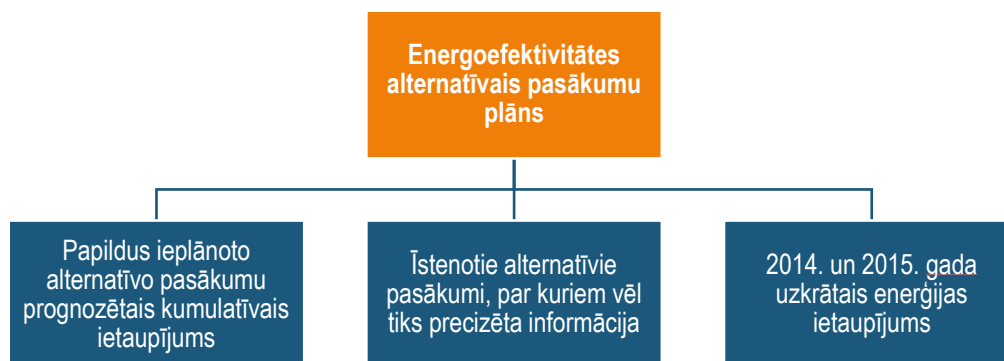 Energoefektivitātes
alternatīvais pasākumu
plāns
Papildus ieplānoto
alternatīvo pasākumu
prognozētais kumulatīvais
ietaupījums
Īstenotie alternatīvie
pasākumi, par kuriem vēl
tiks precizēta informācija
2014. un 2015. gada
uzkrātais enerģijas
ietaupījums